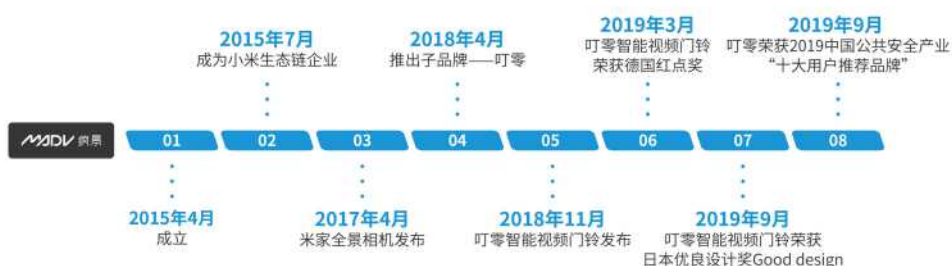 2015年7月
成为小米生态链企业
2018年4月
推出子品牌——叮零
2019年3月
叮零智能视频门铃
荣获德国红点奖
2019年9月
叮零荣获2019中国公共安全产业
“十大用户推荐品牌”
MADV 疯景
01
02
03
04
05
06
07
08
2015年4月
成立
2017年4月
米家全景相机发布
2018年11月
叮零智能视频门铃发布
2019年9月
叮零智能视频门铃荣获
日本优良设计奖Good design